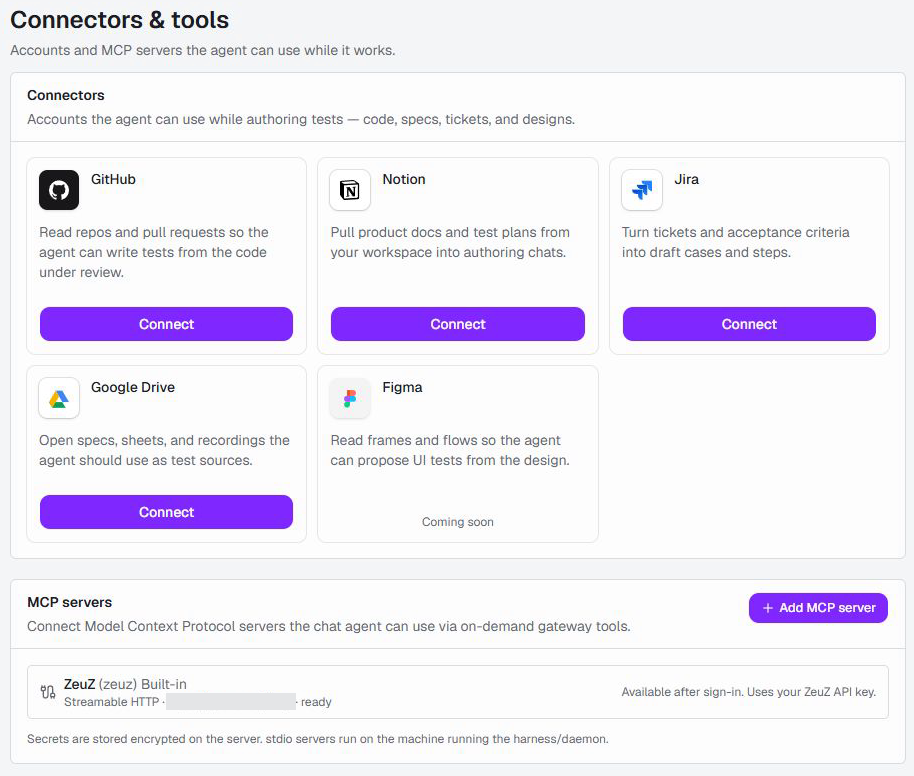 Connectors & tools
Accounts and MCP servers the agent can use while it works.
Connectors
Accounts the agent can use while authoring tests — code, specs, tickets, and designs.
GitHub
Read repos and pull requests so the
agent can write tests from the code
under review.
Connect
Notion
Pull product docs and test plans from
your workspace into authoring chats.
Connect
Jira
Turn tickets and acceptance criteria
into draft cases and steps.
Connect
Google Drive
Open specs, sheets, and recordings the
agent should use as test sources.
Connect
Figma
Read frames and flows so the agent
can propose UI tests from the design.
Coming soon
MCP servers
Connect Model Context Protocol servers the chat agent can use via on-demand gateway tools.
+ Add MCP server
ZeuZ (zeuz) Built-in
Streamable HTTP · · ready
Available after sign-in. Uses your ZeuZ API key.
Secrets are stored encrypted on the server. stdio servers run on the machine running the harness/daemon.